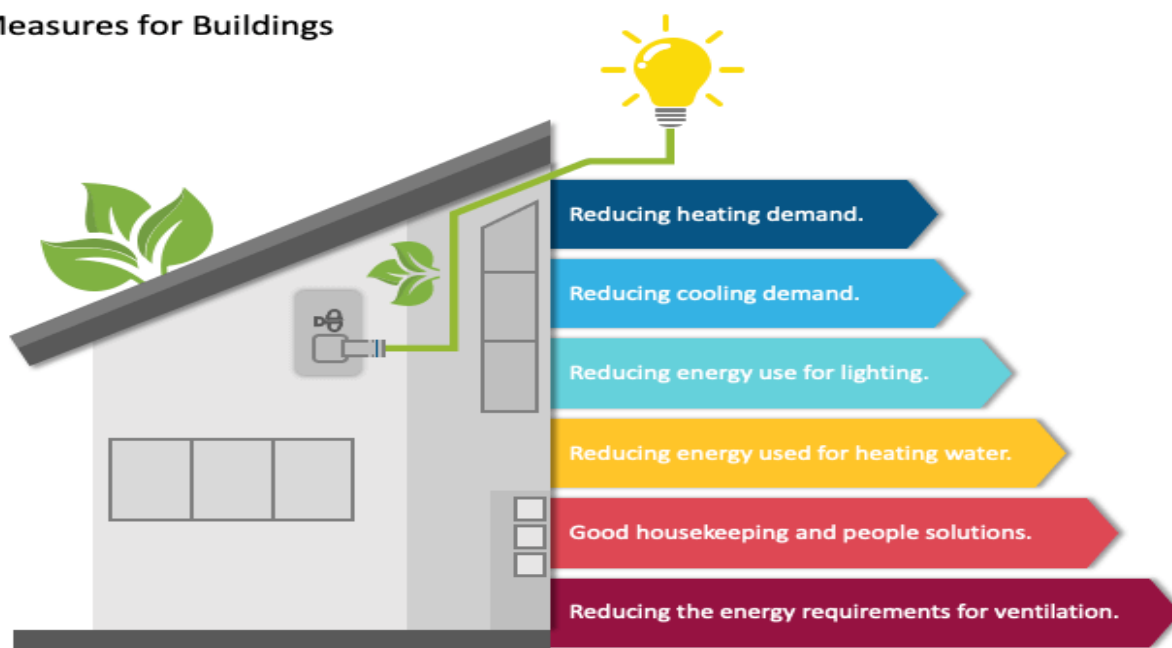 Measures for Buildings
Reducing heating demand.
Reducing cooling demand.
Reducing energy use for lighting.
Reducing energy used for heating water.
Good housekeeping and people solutions.
Reducing the energy requirements for ventilation.